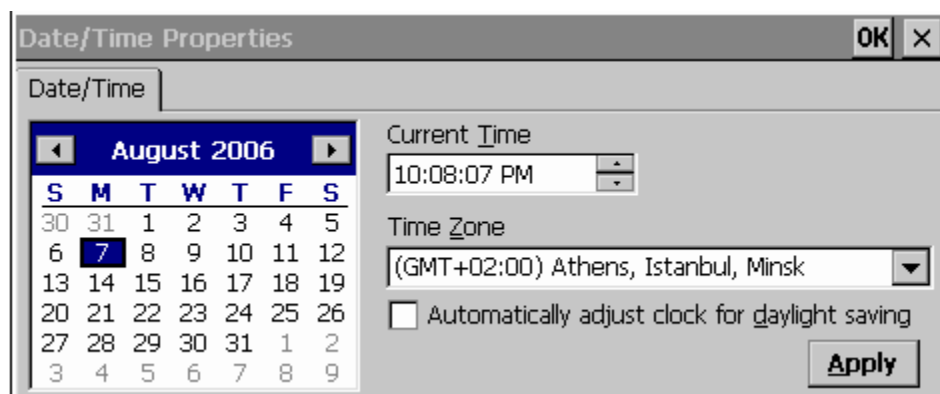 Date/Time Properties OK ×
Date/Time
August 2006
S M T W T F S
30 31 1 2 3 4 5
6 7 8 9 10 11 12
13 14 15 16 17 18 19
20 21 22 23 24 25 26
27 28 29 30 31 1 2
3 4 5 6 7 8 9
Current Time
10:08:07 PM
Time Zone
(GMT+02:00) Athens, Istanbul, Minsk
Automatically adjust clock for daylight saving
Apply